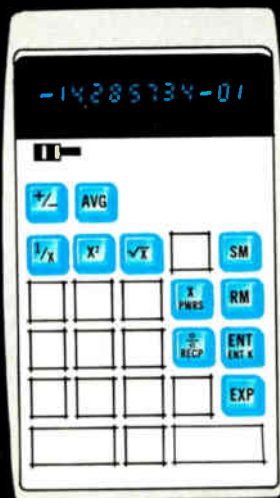 -14.285734-01
+/- AVG
1/x X² √x SM
X PWRS RM
÷ RECP ENT ENT K
EXP